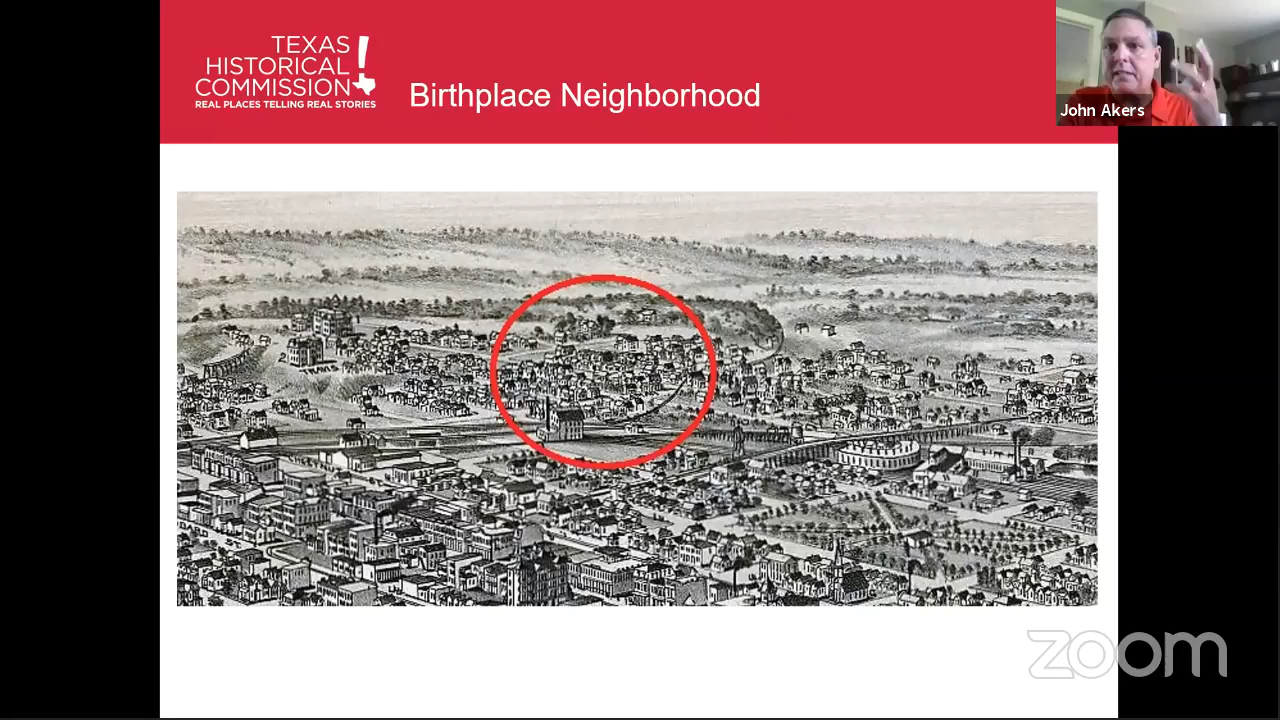 TEXAS
HISTORICAL
COMMISSION
REAL PLACES TELLING REAL STORIES
Birthplace Neighborhood
John Akers
zoom